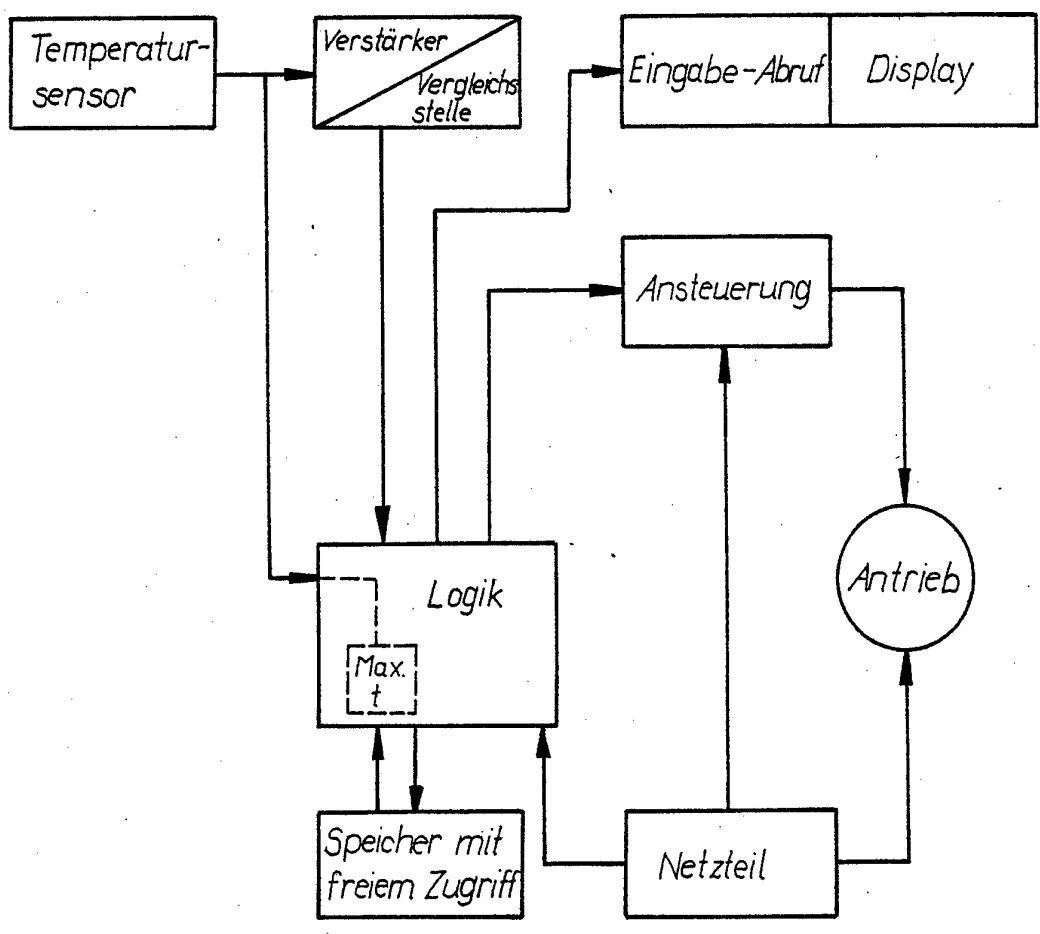 Temperatur-
sensor
Verstärker
Vergleichs
stelle
Eingabe-Abruf
Display
Ansteuerung
Antrieb
Logik
Max.
t
Speicher mit
freiem Zugriff
Netzteil